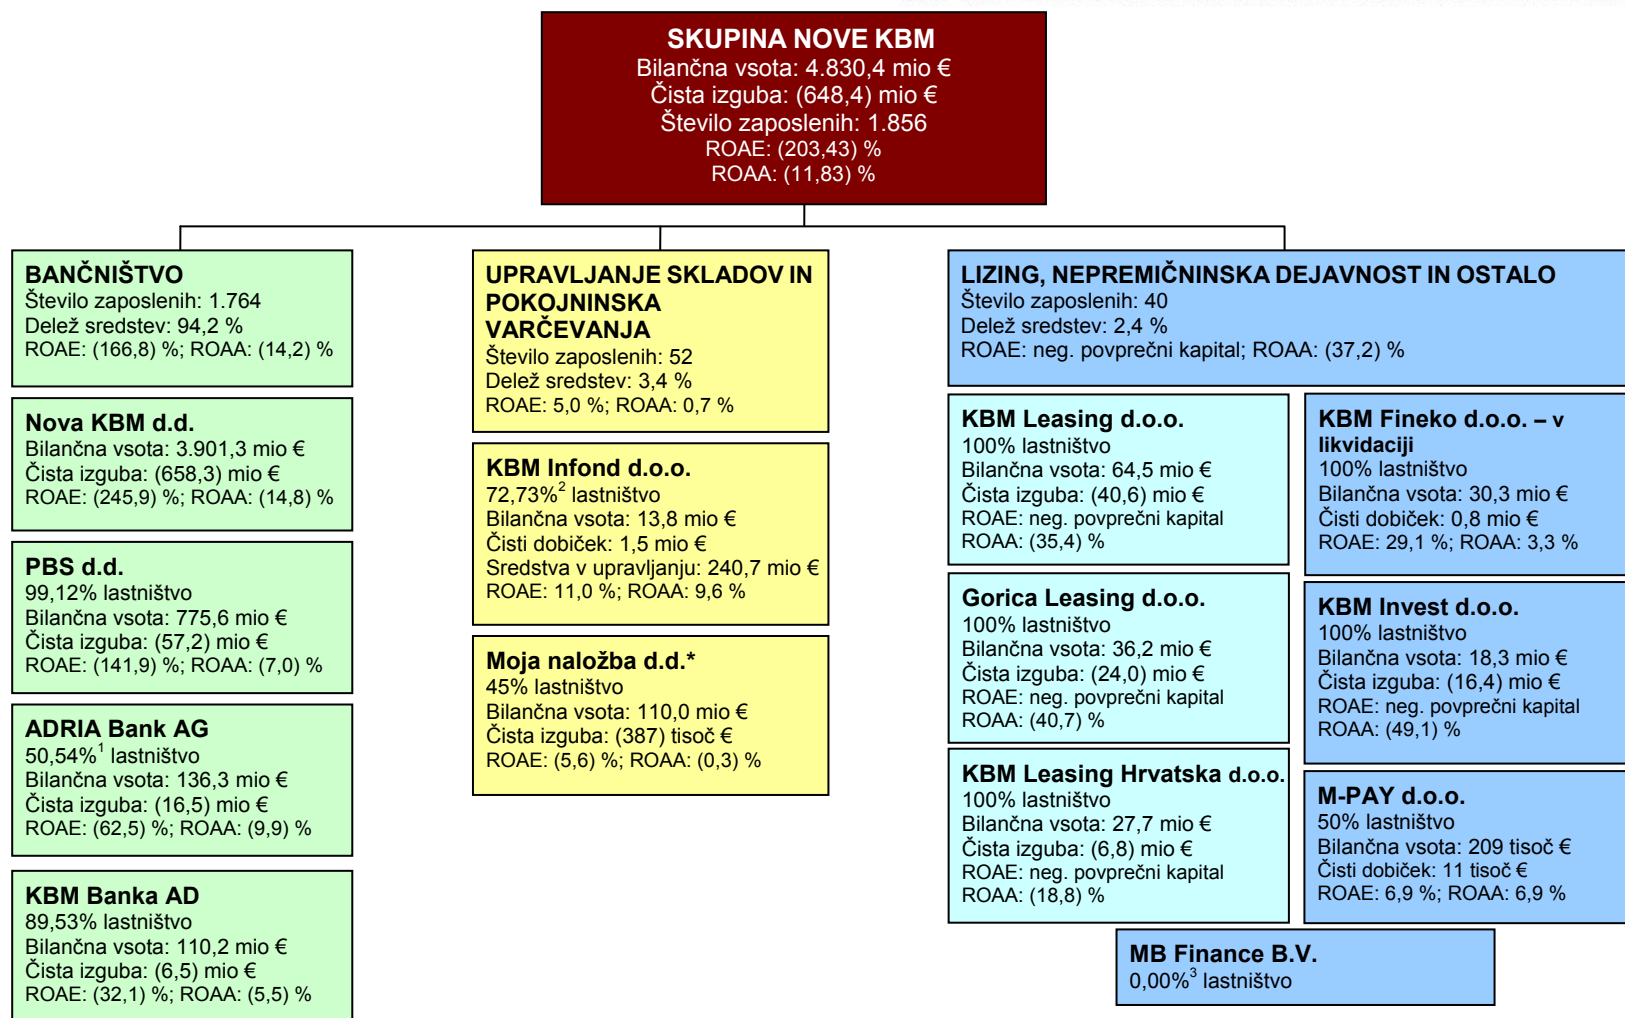 SKUPINA NOVE KBM
Bilančna vsota: 4.830,4 mio €
Čista izguba: (648,4) mio €
Število zaposlenih: 1.856
ROAE: (203,43) %
ROAA: (11,83) %
BANČNIŠTVO
Število zaposlenih: 1.764
Delež sredstev: 94,2 %
ROAE: (166,8) %; ROAA: (14,2) %
Nova KBM d.d.
Bilančna vsota: 3.901,3 mio €
Čista izguba: (658,3) mio €
ROAE: (245,9) %; ROAA: (14,8) %
PBS d.d.
99,12% lastništvo
Bilančna vsota: 775,6 mio €
Čista izguba: (57,2) mio €
ROAE: (141,9) %; ROAA: (7,0) %
ADRIA Bank AG
50,54%¹ lastništvo
Bilančna vsota: 136,3 mio €
Čista izguba: (16,5) mio €
ROAE: (62,5) %; ROAA: (9,9) %
KBM Banka AD
89,53% lastništvo
Bilančna vsota: 110,2 mio €
Čista izguba: (6,5) mio €
ROAE: (32,1) %; ROAA: (5,5) %
UPRAVLJANJE SKLADOV IN
POKOJNINSKA
VARČEVANJA
Število zaposlenih: 52
Delež sredstev: 3,4 %
ROAE: 5,0 %; ROAA: 0,7 %
KBM Infond d.o.o.
72,73%² lastništvo
Bilančna vsota: 13,8 mio €
Čisti dobiček: 1,5 mio €
Sredstva v upravljanju: 240,7 mio €
ROAE: 11,0 %; ROAA: 9,6 %
Moja naložba d.d.*
45% lastništvo
Bilančna vsota: 110,0 mio €
Čista izguba: (387) tisoč €
ROAE: (5,6) %; ROAA: (0,3) %
LIZING, NEPREMIČNINSKA DEJAVNOST IN OSTALO
Število zaposlenih: 40
Delež sredstev: 2,4 %
ROAE: neg. povprečni kapital; ROAA: (37,2) %
KBM Leasing d.o.o.
100% lastništvo
Bilančna vsota: 64,5 mio €
Čista izguba: (40,6) mio €
ROAE: neg. povprečni kapital
ROAA: (35,4) %
Gorica Leasing d.o.o.
100% lastništvo
Bilančna vsota: 36,2 mio €
Čista izguba: (24,0) mio €
ROAE: neg. povprečni kapital
ROAA: (40,7) %
KBM Leasing Hrvatska d.o.o.
100% lastništvo
Bilančna vsota: 27,7 mio €
Čista izguba: (6,8) mio €
ROAE: neg. povprečni kapital
ROAA: (18,8) %
KBM Fineko d.o.o. – v
likvidaciji
100% lastništvo
Bilančna vsota: 30,3 mio €
Čisti dobiček: 0,8 mio €
ROAE: 29,1 %; ROAA: 3,3 %
KBM Invest d.o.o.
100% lastništvo
Bilančna vsota: 18,3 mio €
Čista izguba: (16,4) mio €
ROAE: neg. povprečni kapital
ROAA: (49,1) %
M-PAY d.o.o.
50% lastništvo
Bilančna vsota: 209 tisoč €
Čisti dobiček: 11 tisoč €
ROAE: 6,9 %; ROAA: 6,9 %
MB Finance B.V.
0,00%³ lastništvo